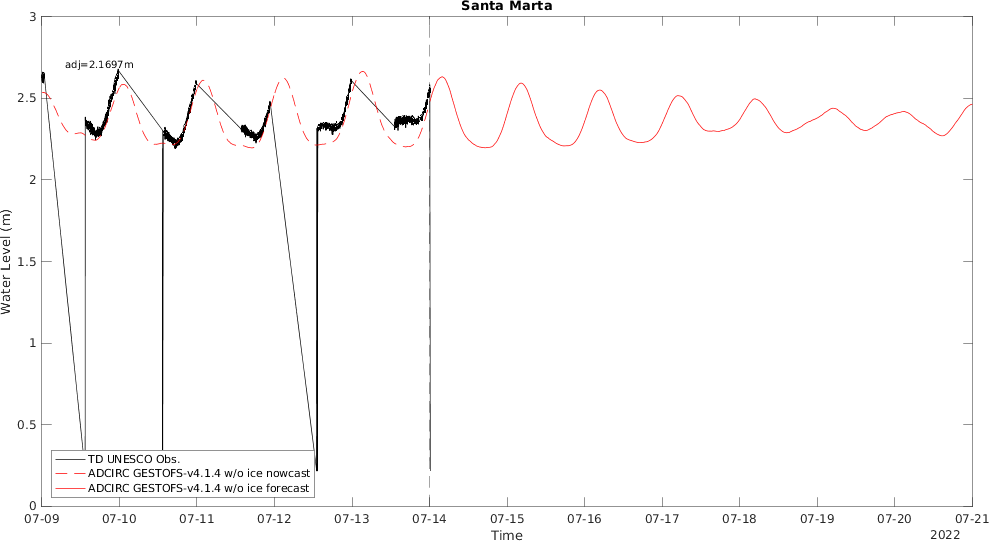 Santa Marta
3
adj=2.1697m
2.5
2
1.5
1
0.5
0
Water Level (m)
TD UNESCO Obs.
ADCIRC GESTOFS-v4.1.4 w/o ice nowcast
ADCIRC GESTOFS-v4.1.4 w/o ice forecast
07-09 07-10 07-11 07-12 07-13 07-14 07-15 07-16 07-17 07-18 07-19 07-20 07-21
Time
2022